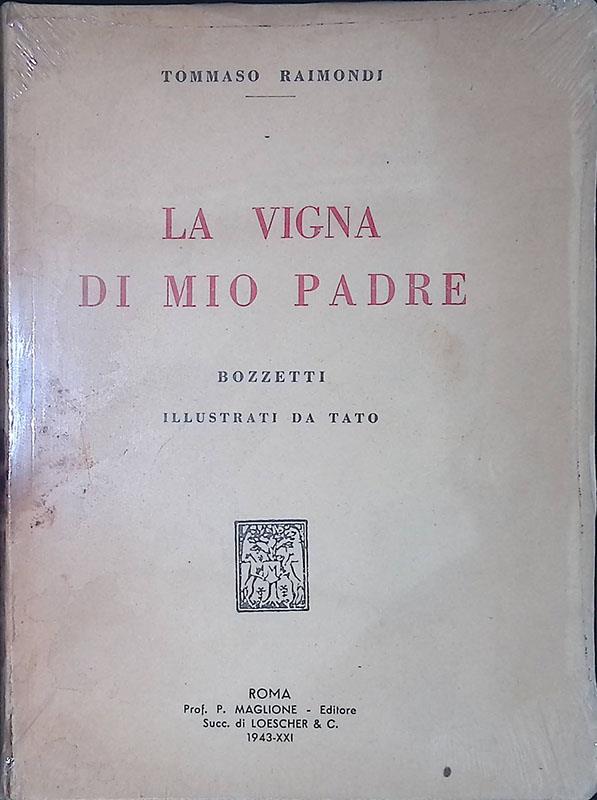 TOMMASO RAIMONDI
LA VIGNA
DI MIO PADRE
BOZZETTI
ILLUSTRATI DA TATO
M
ROMA
Prof. P. MAGLIONE - Editore
Succ. di LOESCHER & C.
1943-XXI